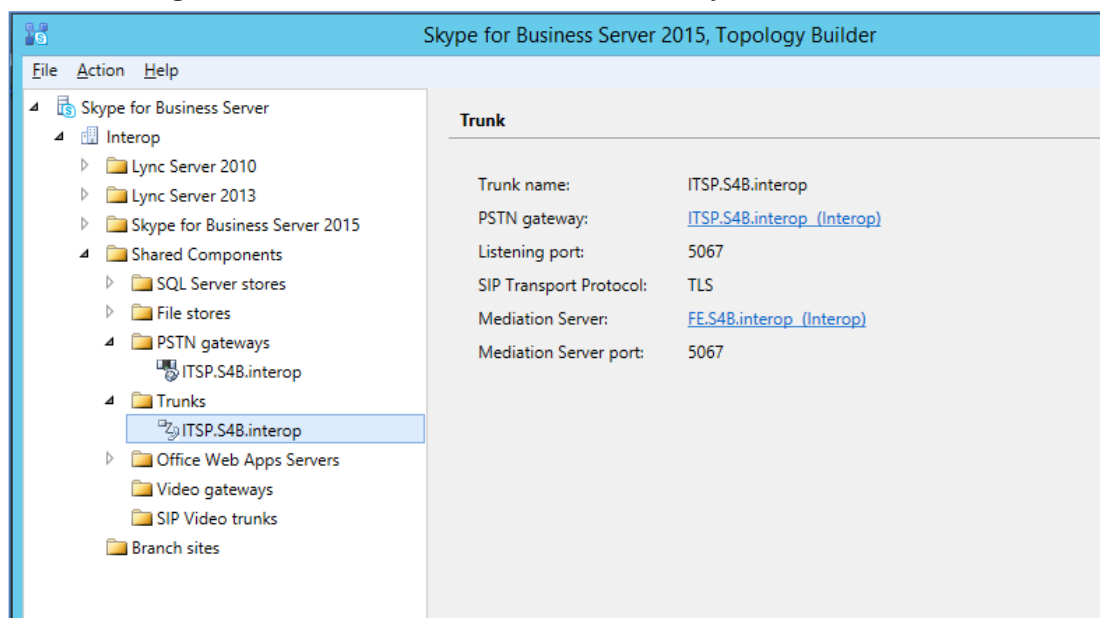 Skype for Business Server 2015, Topology Builder
File Action Help
Skype for Business Server
Interop
Lync Server 2010
Lync Server 2013
Skype for Business Server 2015
Shared Components
SQL Server stores
File stores
PSTN gateways
ITSP.S4B.interop
Trunks
ITSP.S4B.interop
Office Web Apps Servers
Video gateways
SIP Video trunks
Branch sites
Trunk
Trunk name: ITSP.S4B.interop
PSTN gateway: ITSP.S4B.interop (Interop)
Listening port: 5067
SIP Transport Protocol: TLS
Mediation Server: FE.S4B.interop (Interop)
Mediation Server port: 5067